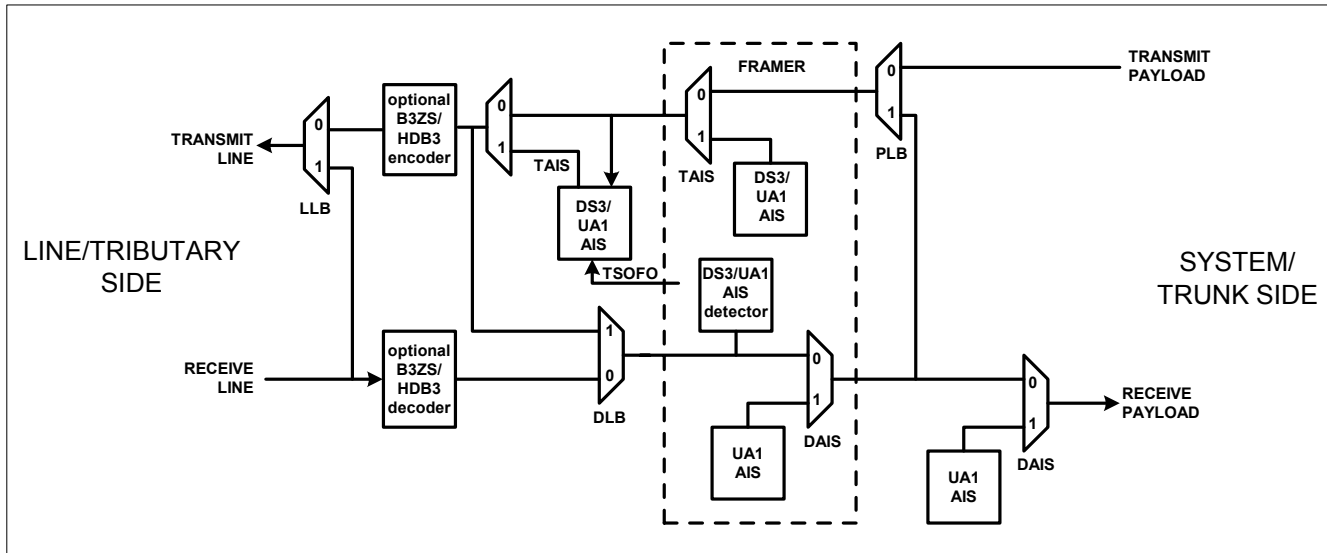 FRAMER
TRANSMIT
PAYLOAD
0
1
PLB
optional
B3ZS/
HDB3
encoder
0
1
TAIS
0
1
TAIS
TRANSMIT
LINE
0
1
LLB
DS3/
UA1
AIS
DS3/
UA1
AIS
LINE/TRIBUTARY
SIDE
SYSTEM/
TRUNK SIDE
TSOFO
DS3/UA1
AIS
detector
RECEIVE
LINE
optional
B3ZS/
HDB3
decoder
1
0
DLB
0
1
DAIS
UA1
AIS
0
1
DAIS
UA1
AIS
RECEIVE
PAYLOAD